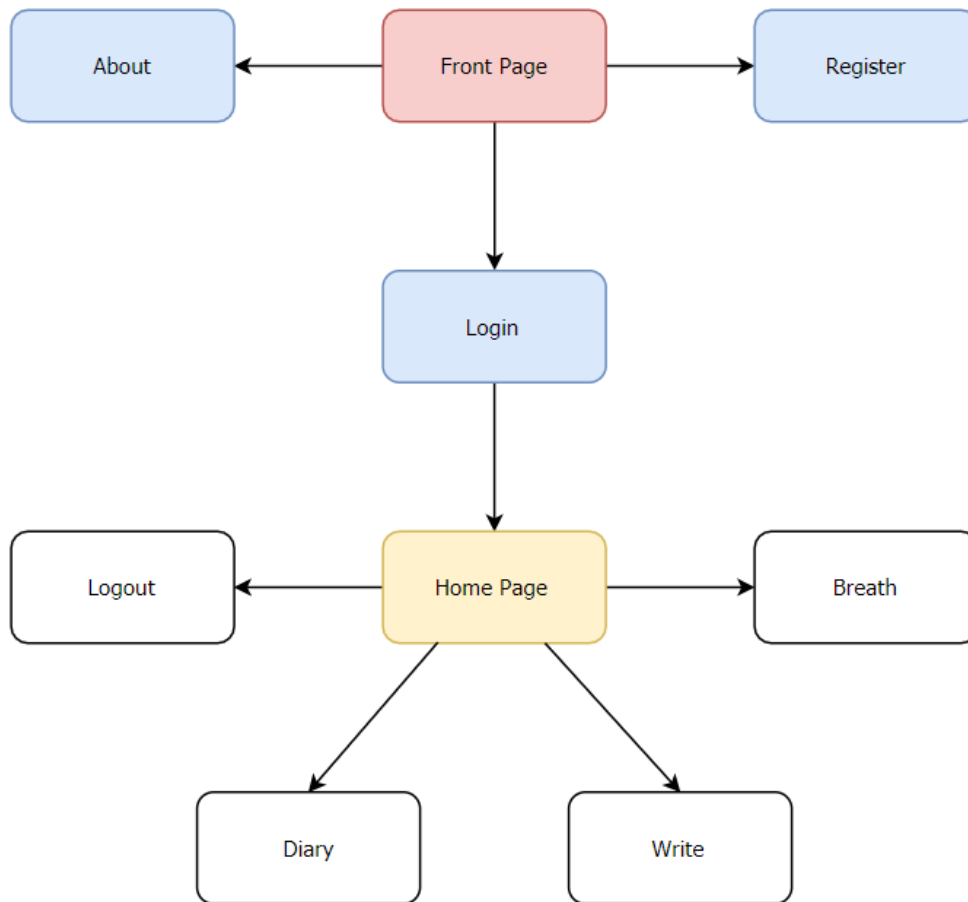 About
Front Page
Register
Login
Logout
Home Page
Breath
Diary
Write